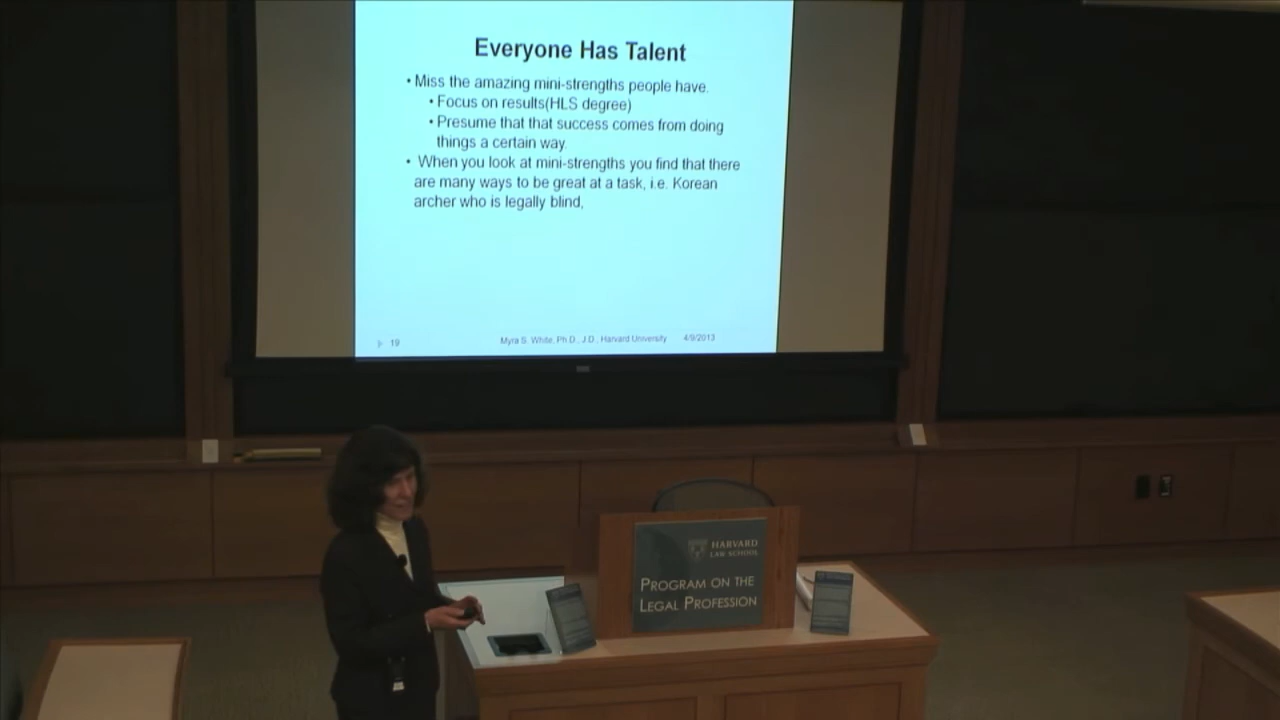 Everyone Has Talent
• Miss the amazing mini-strengths people have.
• Focus on results(HLS degree)
• Presume that that success comes from doing
things a certain way.
• When you look at mini-strengths you find that there
are many ways to be great at a task, i.e. Korean
archer who is legally blind,
19
Myra S. White, Ph.D., J.D., Harvard University
4/9/2013
HARVARD
LAW SCHOOL
PROGRAM ON THE
LEGAL PROFESSION